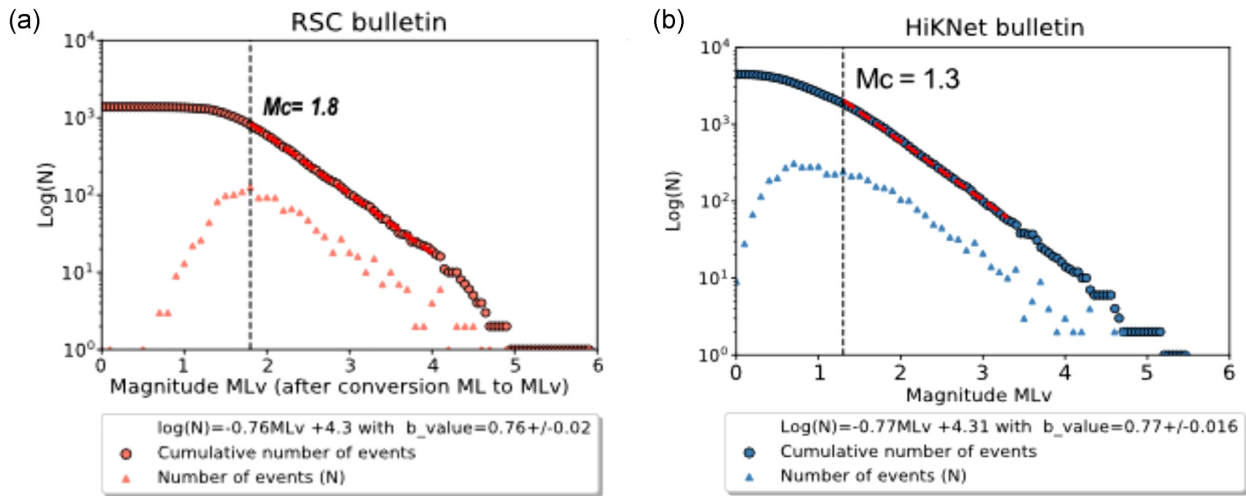 (a)
RSC bulletin
10^4
10^3
10^2
10^1
10^0
Log(N)
Mc= 1.8
0 1 2 3 4 5 6
Magnitude MLv (after conversion ML to MLv)
log(N)=-0.76MLv +4.3 with b_value=0.76+/-0.02
Cumulative number of events
Number of events (N)
(b)
HiKNet bulletin
10^4
10^3
10^2
10^1
10^0
Log(N)
Mc = 1.3
0 1 2 3 4 5 6
Magnitude MLv
Log(N)=-0.77MLv +4.31 with b_value=0.77+/-0.016
Cumulative number of events
Number of events (N)